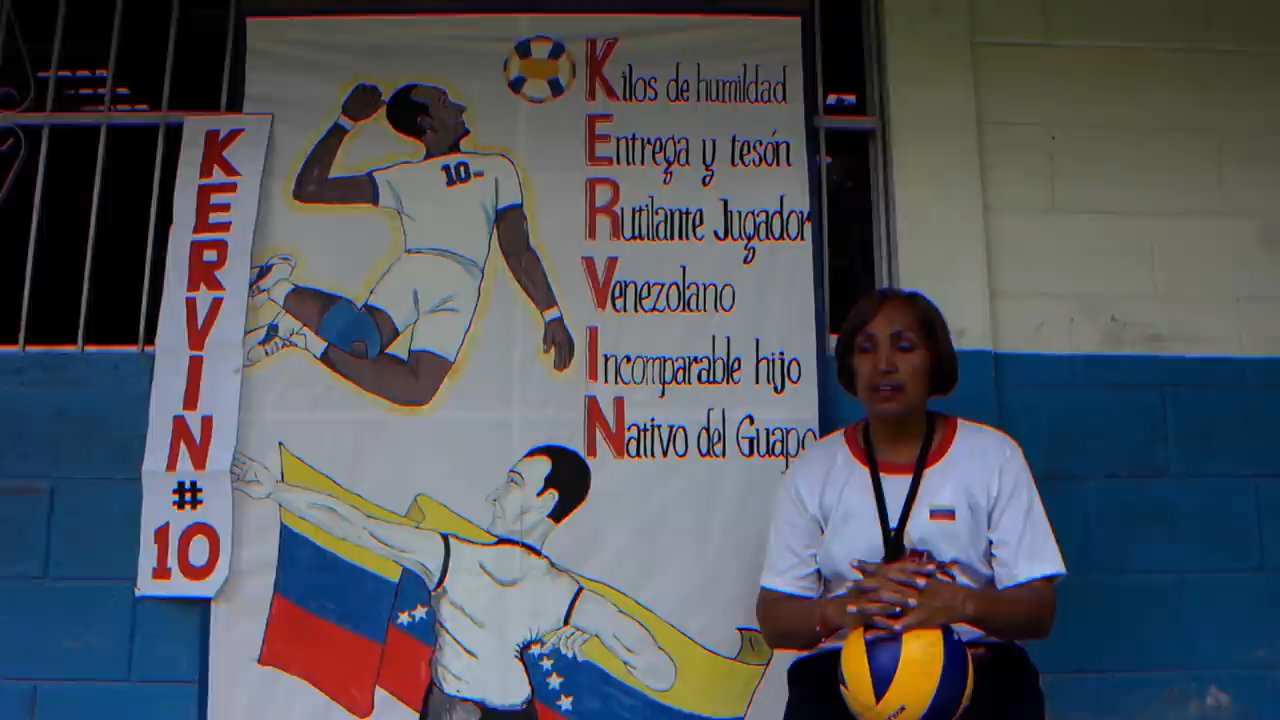 KERVIN
#
10
10
Kilos de humildad
Entrega y tesón
Rutilante Jugador
Venezolano
Incomparable hijo
Nativo del Guapo